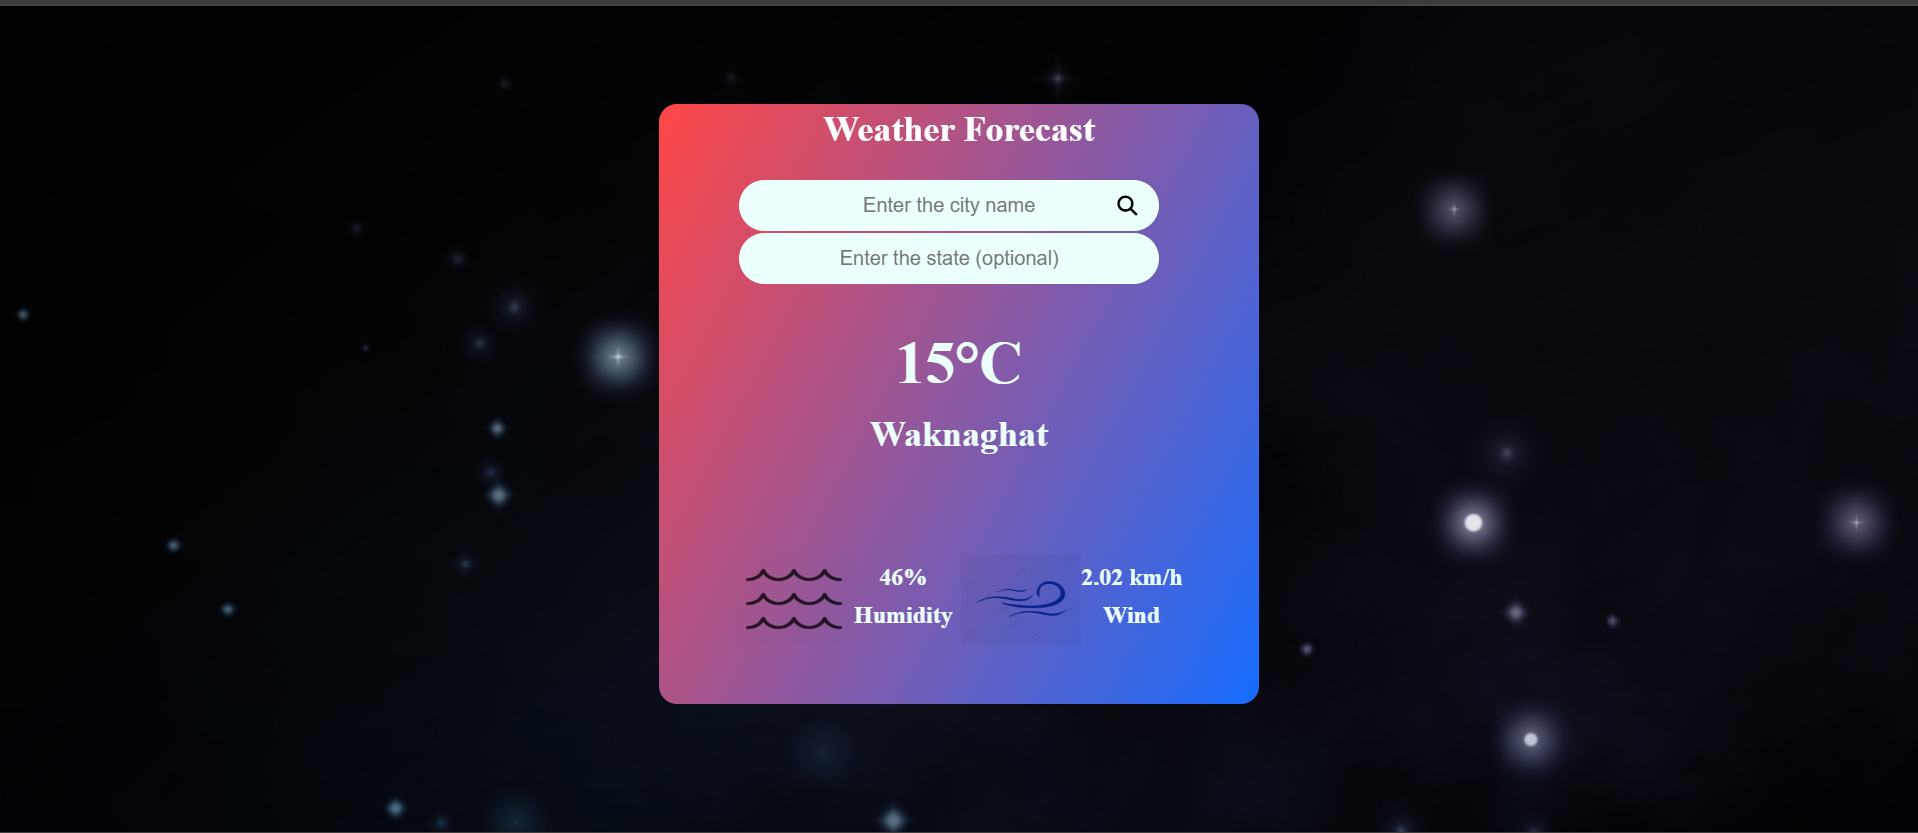 Weather Forecast
Enter the city name
Enter the state (optional)
15°C
Waknaghat
46%
Humidity
2.02 km/h
Wind